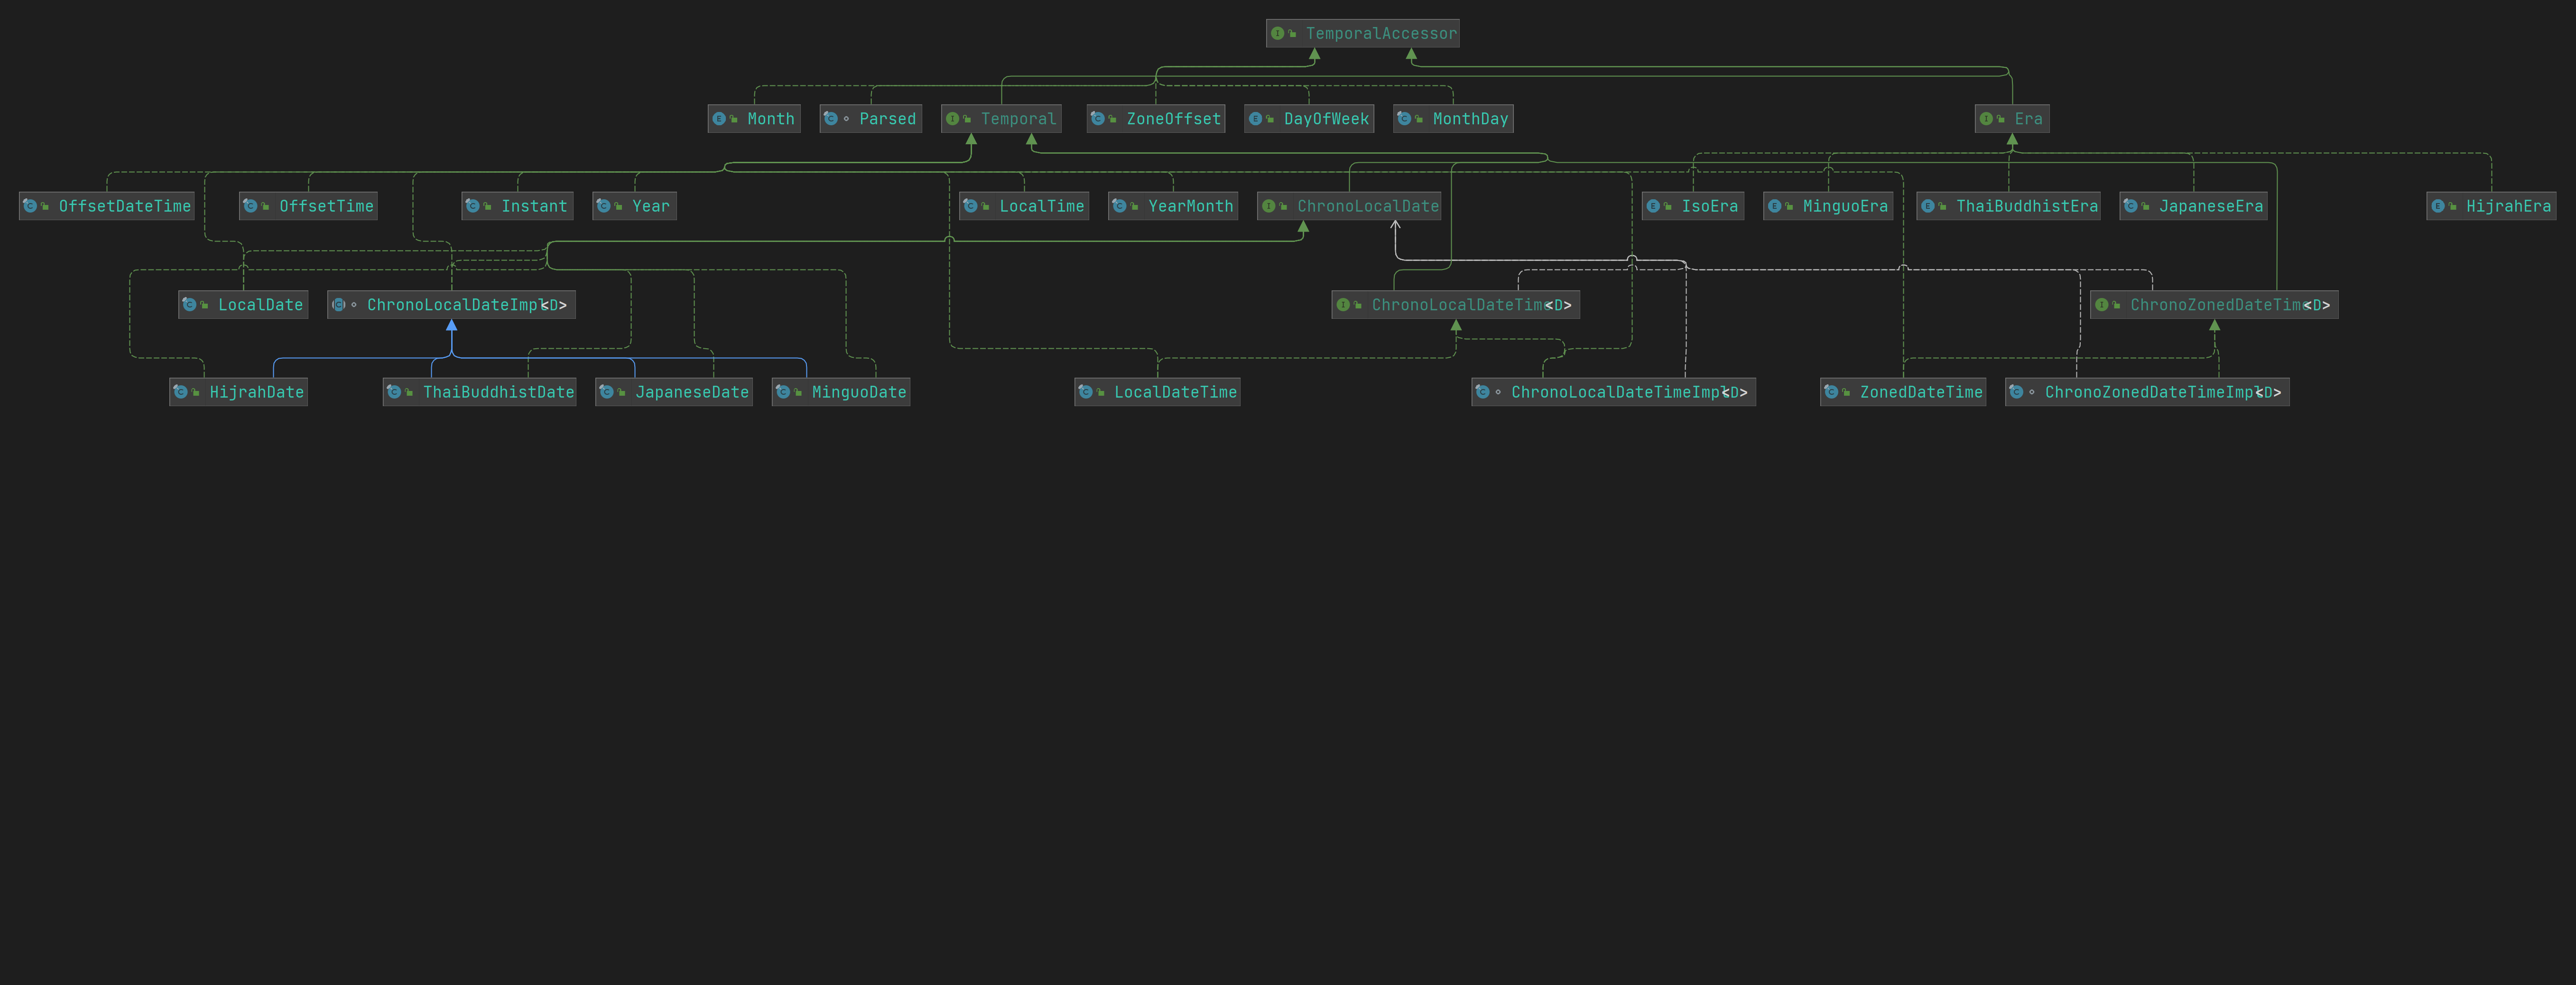 TemporalAccessor
Month
Parsed
Temporal
ZoneOffset
DayOfWeek
MonthDay
Era
OffsetDateTime
OffsetTime
Instant
Year
LocalTime
YearMonth
ChronoLocalDate
IsoEra
MinguoEra
ThaiBuddhistEra
JapaneseEra
HijrahEra
LocalDate
ChronoLocalDateImpl<D>
ChronoLocalDateTime<D>
ChronoZonedDateTime<D>
HijrahDate
ThaiBuddhistDate
JapaneseDate
MinguoDate
LocalDateTime
ChronoLocalDateTimeImpl<D>
ZonedDateTime
ChronoZonedDateTimeImpl<D>